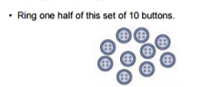 • Ring one half of this set of 10 buttons.